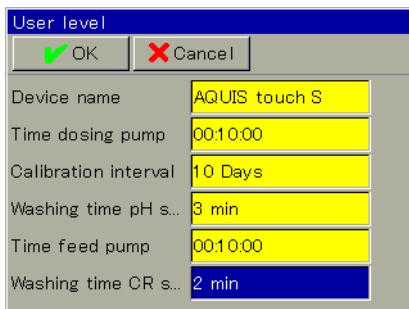 User level
OK Cancel
Device name AQUIS touch S
Time dosing pump 00:10:00
Calibration interval 10 Days
Washing time pH s... 3 min
Time feed pump 00:10:00
Washing time CR s... 2 min